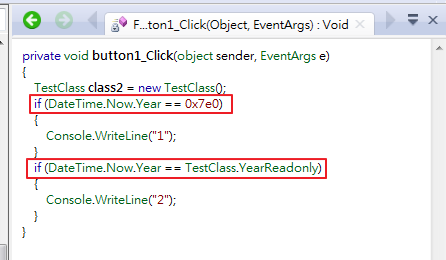 F...ton1_Click(Object, EventArgs) : Void
private void button1_Click(object sender, EventArgs e)
{
TestClass class2 = new TestClass();
if (DateTime.Now.Year == 0x7e0)
{
Console.WriteLine("1");
}
if (DateTime.Now.Year == TestClass.YearReadonly)
{
Console.WriteLine("2");
}
}